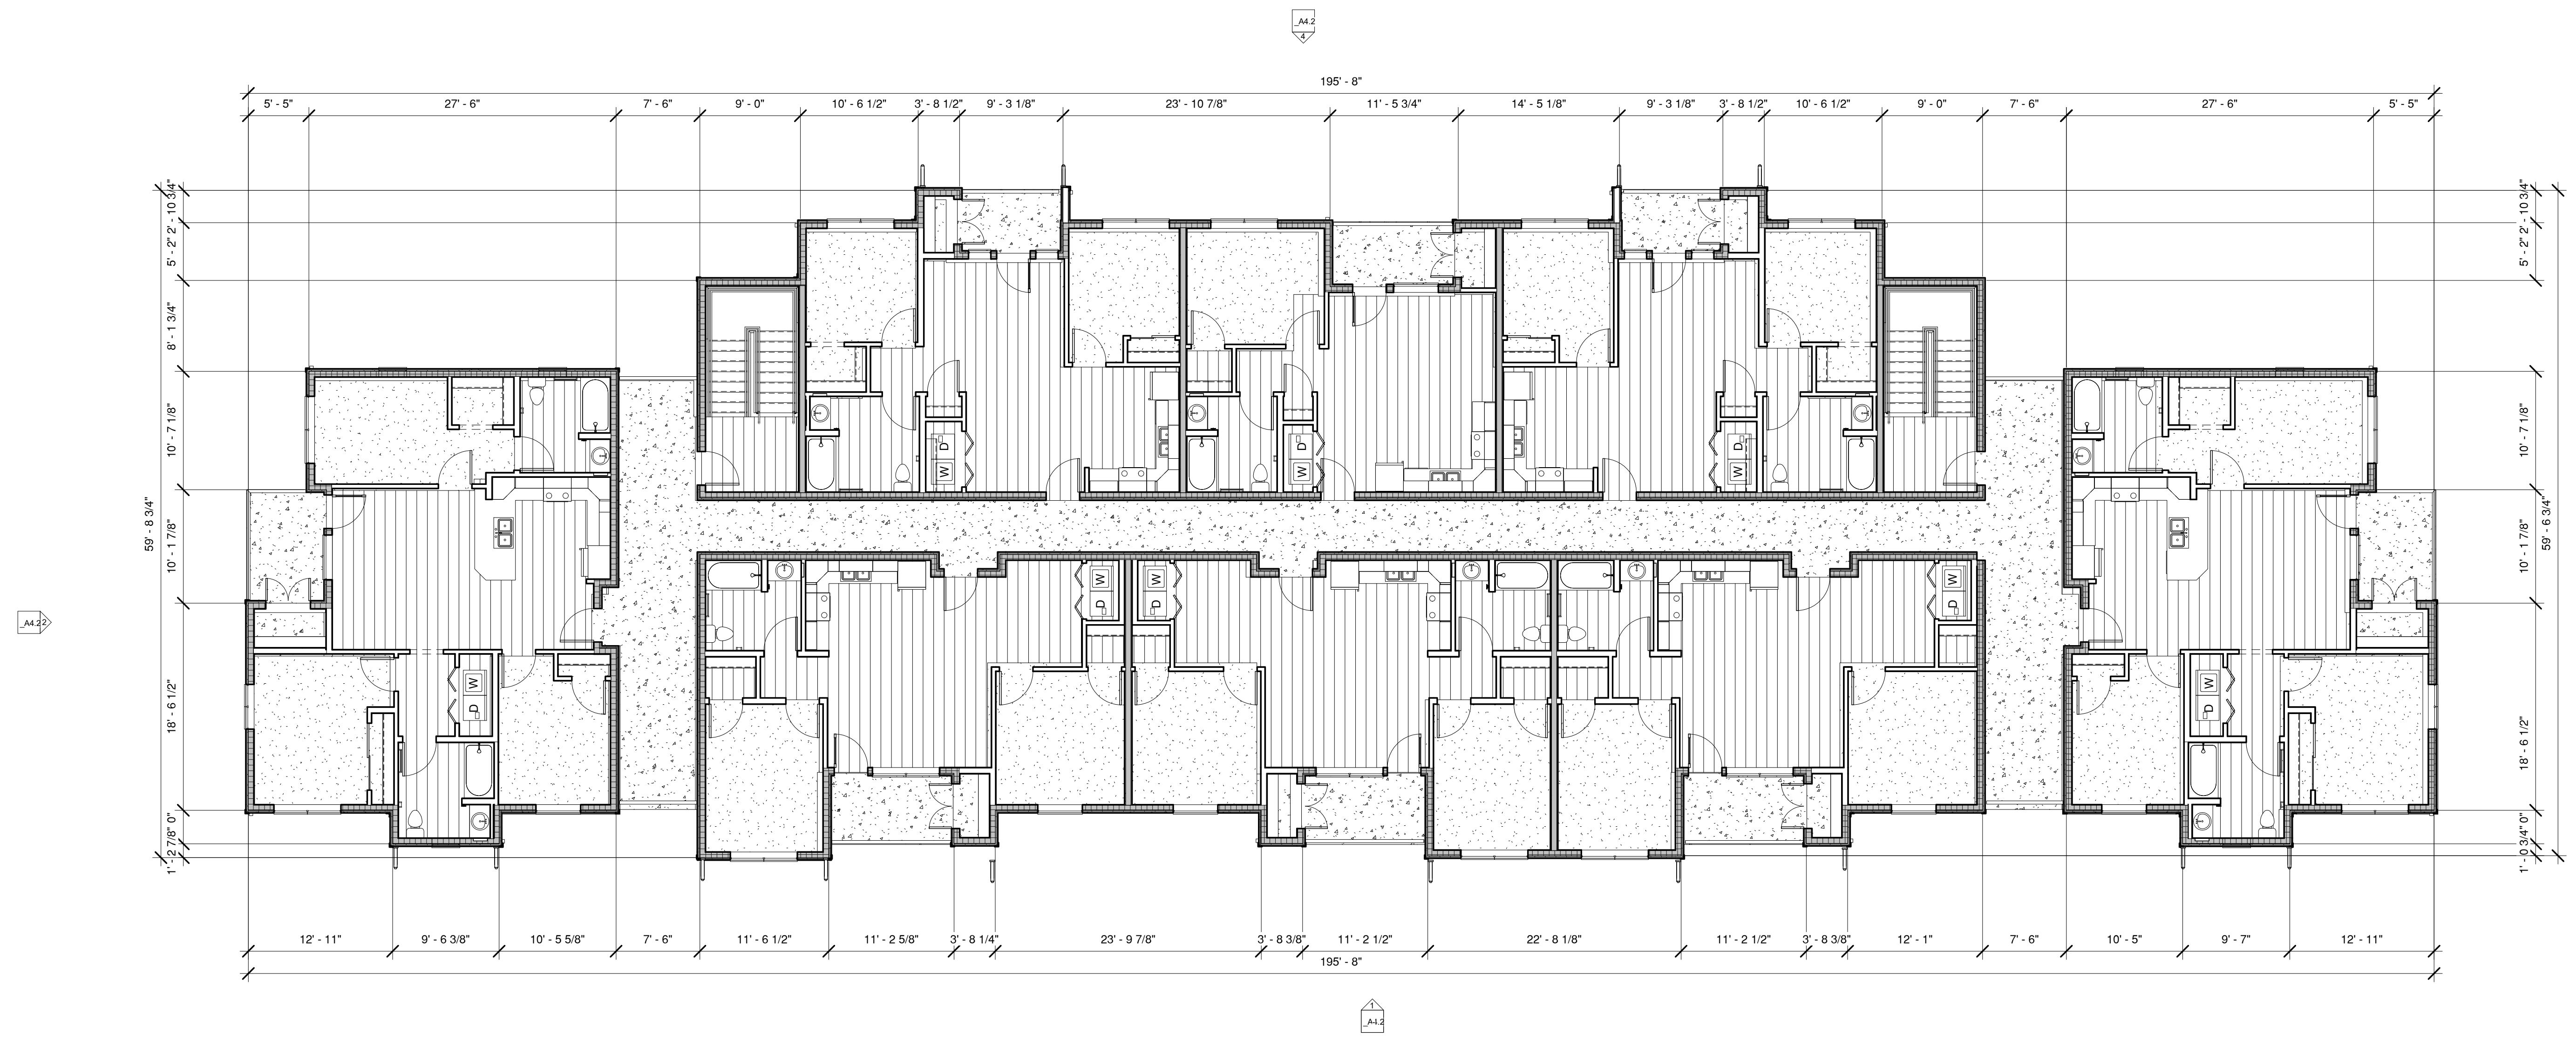 _A4.2
4
195' - 8"
5' - 5"
27' - 6"
7' - 6"
9' - 0"
10' - 6 1/2"
3' - 8 1/2"
9' - 3 1/8"
23' - 10 7/8"
11' - 5 3/4"
14' - 5 1/8"
9' - 3 1/8"
3' - 8 1/2"
10' - 6 1/2"
9' - 0"
7' - 6"
27' - 6"
5' - 5"
2' - 10 3/4"
5' - 2"
8' - 1 3/4"
10' - 7 1/8"
10' - 1 7/8"
18' - 6 1/2"
0"
1' - 2 7/8"
59' - 8 3/4"
2' - 10 3/4"
5' - 2"
10' - 7 1/8"
10' - 1 7/8"
18' - 6 1/2"
0"
1' - 0 3/4"
59' - 6 3/4"
D
W
D
W
D
W
W
D
W
D
W
D
_A4.2
2
W
D
W
D
12' - 11"
9' - 6 3/8"
10' - 5 5/8"
7' - 6"
11' - 6 1/2"
11' - 2 5/8"
3' - 8 1/4"
23' - 9 7/8"
3' - 8 3/8"
11' - 2 1/2"
22' - 8 1/8"
11' - 2 1/2"
3' - 8 3/8"
12' - 1"
7' - 6"
10' - 5"
9' - 7"
12' - 11"
195' - 8"
1
_A4.2